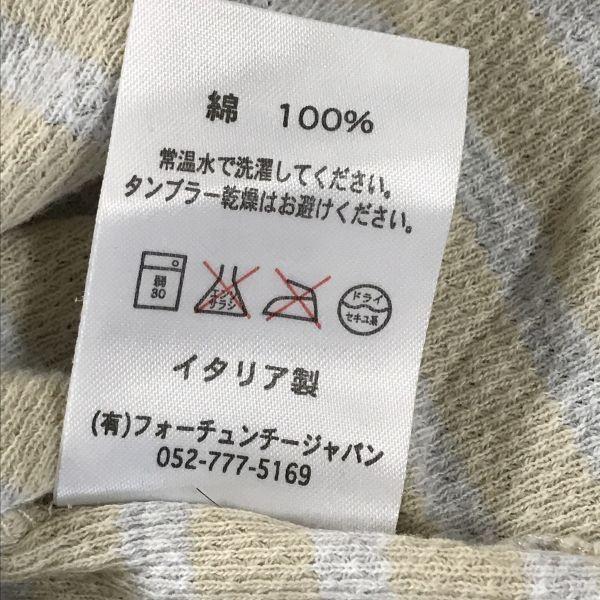 綿 100%
常温水で洗濯してください。
タンブラー乾燥はお避けください。
弱 30 エンソ サラシ ドライ セキユ系
イタリア製
(有)フォーチュンチージャパン
052-777-5169